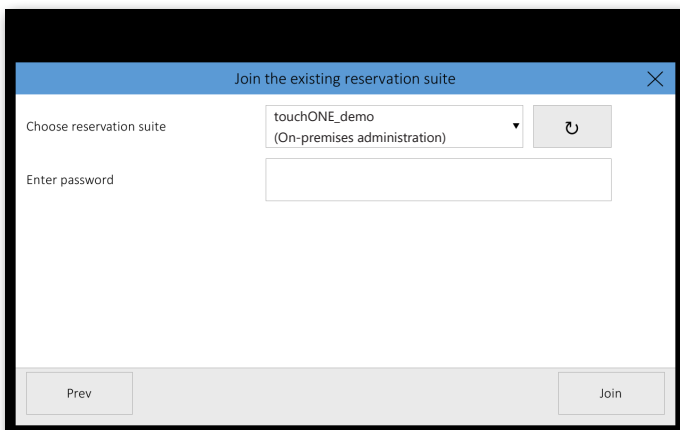 Join the existing reservation suite
Choose reservation suite
touchONE_demo
(On-premises administration)
Enter password
Prev
Join